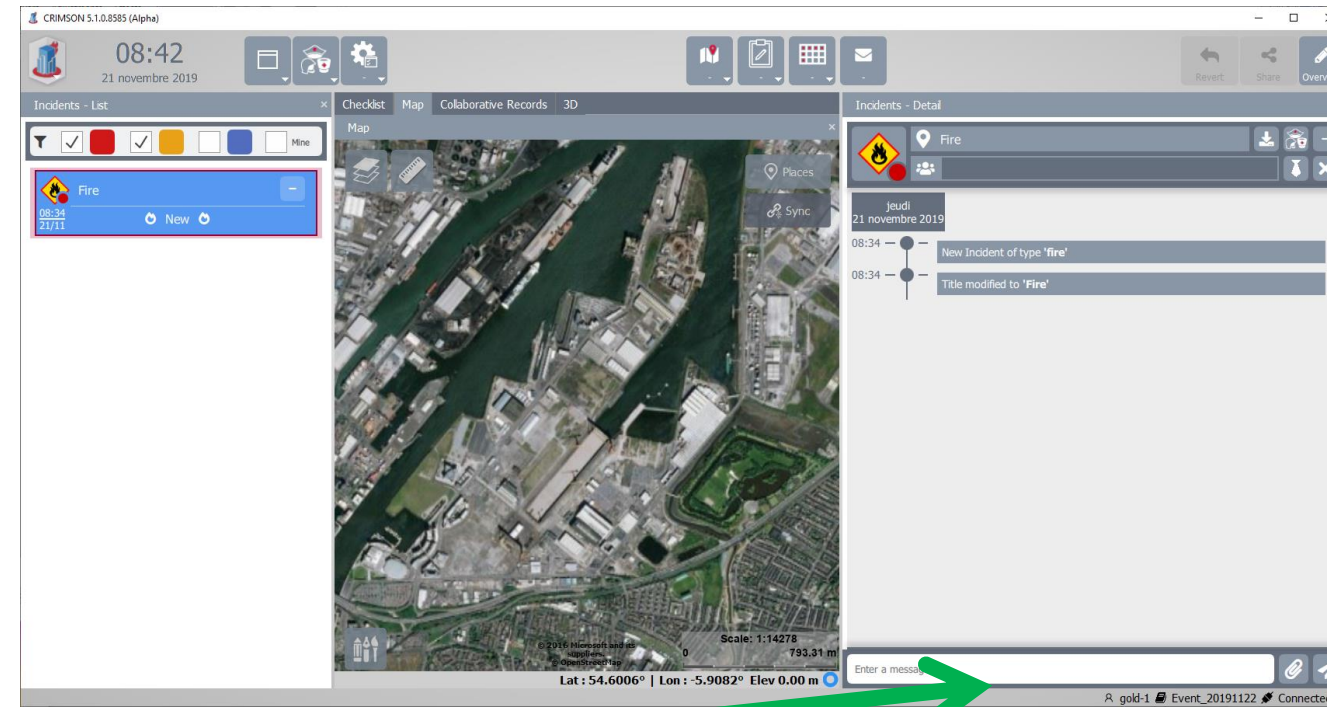 CRIMSON 5.1.0.8585 (Alpha)
08:42
21 novembre 2019
Revert
Share
Incidents - List
Mine
Fire
08:34
21/11
New
Checklist Map Collaborative Records 3D
Map
Places
Sync
© 2016 Microsoft and its
suppliers.
© OpenStreetMap
Scale: 1:14278
0 793.31 m
Lat : 54.6006° | Lon : -5.9082° Elev 0.00 m
Incidents - Detail
Fire
jeudi
21 novembre 2019
08:34
New Incident of type 'fire'
08:34
Title modified to 'Fire'
Enter a
gold-1 Event_20191122 Connected